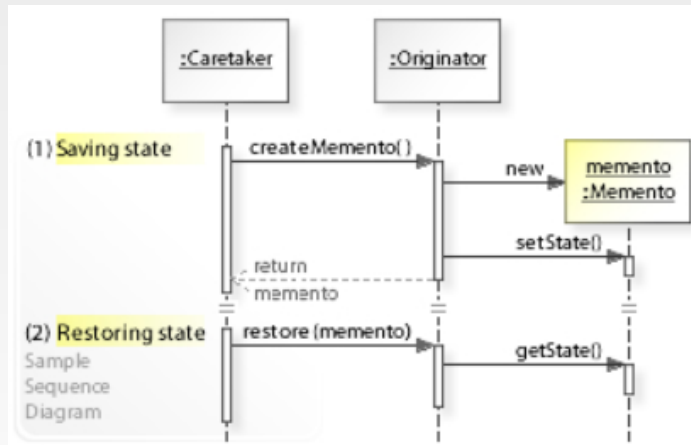 :Caretaker
:Originator
(1) Saving state
createMemento()
new
memento
:Memento
setState()
return
memento
(2) Restoring state
restore(memento)
getState()
Sample
Sequence
Diagram